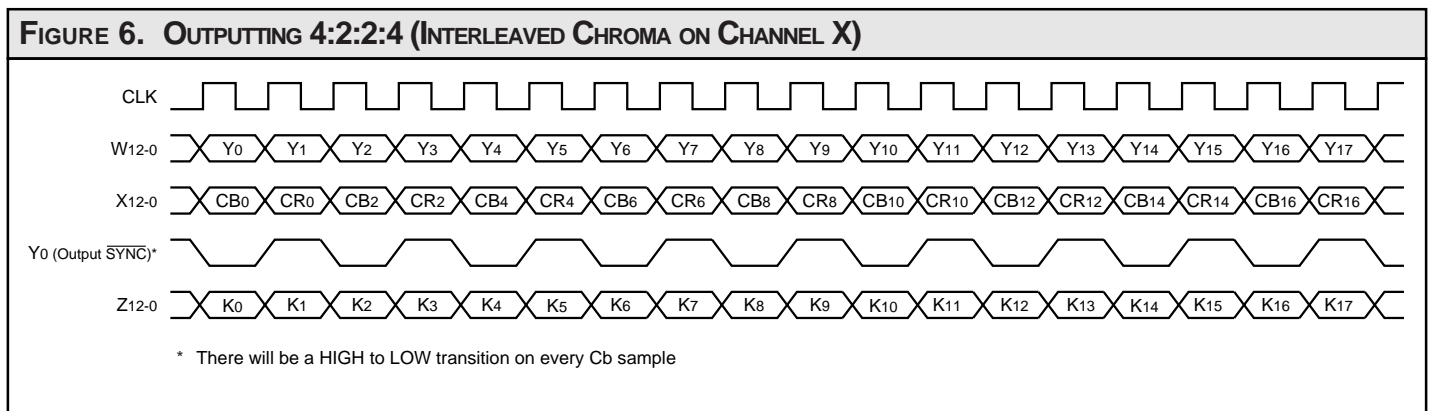 FIGURE 6. OUTPUTTING 4:2:2:4 (INTERLEAVED CHROMA ON CHANNEL X)
CLK
W12-0 Y0 Y1 Y2 Y3 Y4 Y5 Y6 Y7 Y8 Y9 Y10 Y11 Y12 Y13 Y14 Y15 Y16 Y17
X12-0 CB0 CR0 CB2 CR2 CB4 CR4 CB6 CR6 CB8 CR8 CB10 CR10 CB12 CR12 CB14 CR14 CB16 CR16
Y0 (Output SYNC)*
Z12-0 K0 K1 K2 K3 K4 K5 K6 K7 K8 K9 K10 K11 K12 K13 K14 K15 K16 K17
* There will be a HIGH to LOW transition on every Cb sample